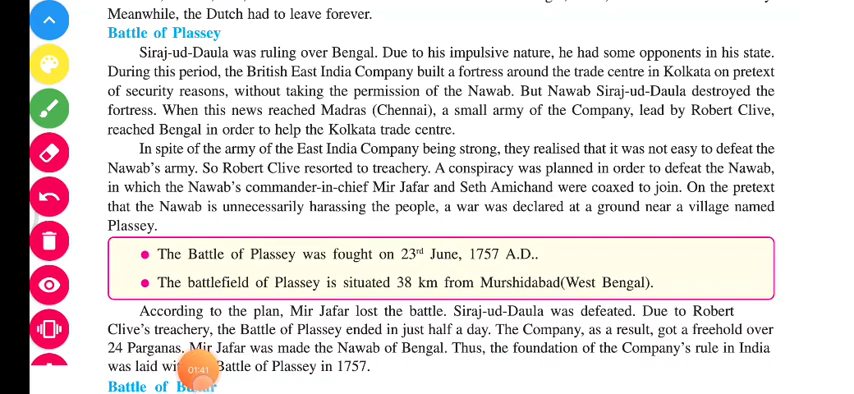 Meanwhile, the Dutch had to leave forever.
Battle of Plassey
Siraj-ud-Daula was ruling over Bengal. Due to his impulsive nature, he had some opponents in his state.
During this period, the British East India Company built a fortress around the trade centre in Kolkata on pretext
of security reasons, without taking the permission of the Nawab. But Nawab Siraj-ud-Daula destroyed the
fortress. When this news reached Madras (Chennai), a small army of the Company, lead by Robert Clive,
reached Bengal in order to help the Kolkata trade centre.
In spite of the army of the East India Company being strong, they realised that it was not easy to defeat the
Nawab's army. So Robert Clive resorted to treachery. A conspiracy was planned in order to defeat the Nawab,
in which the Nawab's commander-in-chief Mir Jafar and Seth Amichand were coaxed to join. On the pretext
that the Nawab is unnecessarily harassing the people, a war was declared at a ground near a village named
Plassey.
• The Battle of Plassey was fought on 23rd June, 1757 A.D..
• The battlefield of Plassey is situated 38 km from Murshidabad(West Bengal).
According to the plan, Mir Jafar lost the battle. Siraj-ud-Daula was defeated. Due to Robert
Clive's treachery, the Battle of Plassey ended in just half a day. The Company, as a result, got a freehold over
24 Parganas. Mir Jafar was made the Nawab of Bengal. Thus, the foundation of the Company's rule in India
was laid Battle of Plassey in 1757.
01:41
Battle of